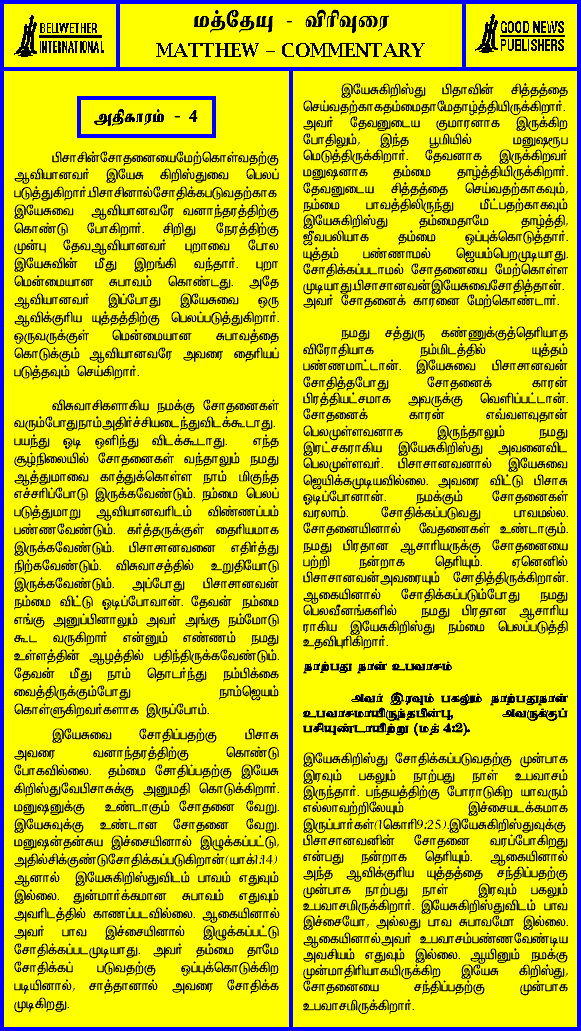 BELIWETHER
INTERNATIONAL
மத்தேயு - விரிவுரை
MATTHEW – COMMENTARY
GOOD NEWS
PUBLISHERS
அதிகாரம் - 4
பிசாசின்சோதனையைமேற்கொள்வதற்கு
ஆவியானவர் இயேசு கிறிஸ்துவை பெலப்
படுத்துகிறார்.பிசாசினால்சோதிக்கபடுவதற்காக
இயேசுவை ஆவியானவரே வனாந்தரத்திற்கு
கொண்டு போகிறார். சிறிது நேரத்திற்கு
முன்பு தேவஆவியானவர் புறாவை போல
இயேசுவின் மீது இறங்கி வந்தார். புறா
மென்மையான சுபாவம் கொண்டது. அதே
ஆவியானவர் இப்போது இயேசுவை ஒரு
ஆவிக்குரிய யுத்தத்திற்கு பெலப்படுத்துகிறார்.
ஒருவருக்குள் மென்மையான சுபாவத்தை
கொடுக்கும் ஆவியானவரே அவரை தைரியப்
படுத்தவும் செய்கிறார்.
விசுவாசிகளாகிய நமக்கு சோதனைகள்
வரும்போதுநாம்அதிர்ச்சியடைந்துவிடக்கூடாது.
பயந்து ஓடி ஒளிந்து விடக்கூடாது. எந்த
சூழ்நிலையில் சோதனைகள் வந்தாலும் நமது
ஆத்துமாவை காத்துக்கொள்ள நாம் மிகுந்த
எச்சரிப்போடு இருக்கவேண்டும். நம்மை பெலப்
படுத்துமாறு ஆவியானவரிடம் விண்ணப்பம்
பண்ணவேண்டும். கர்த்தருக்குள் தைரியமாக
இருக்கவேண்டும். பிசாசானவனை எதிர்த்து
நிற்கவேண்டும். விசுவாசத்தில் உறுதியோடு
இருக்கவேண்டும். அப்போது பிசாசானவன்
நம்மை விட்டு ஓடிப்போவான். தேவன் நம்மை
எங்கு அனுப்பினாலும் அவர் அங்கு நம்மோடு
கூட வருகிறார் என்னும் எண்ணம் நமது
உள்ளத்தின் ஆழத்தில் பதிந்திருக்கவேண்டும்.
தேவன் மீது நாம் தொடர்ந்து நம்பிக்கை
வைத்திருக்கும்போது நாம்ஜெயம்
கொள்ளுகிறவர்களாக இருப்போம்.
இயேசுவை சோதிப்பதற்கு பிசாசு
அவரை வனாந்தரத்திற்கு கொண்டு
போகவில்லை. தம்மை சோதிப்பதற்கு இயேசு
கிறிஸ்துவேபிசாசுக்கு அனுமதி கொடுக்கிறார்.
மனுஷனுக்கு உண்டாகும் சோதனை வேறு.
இயேசுவுக்கு உண்டான சோதனை வேறு.
மனுஷன்தன்சுய இச்சையினால் இழுக்கப்பட்டு,
அதில்சிக்குண்டுசோதிக்கப்படுகிறான்(யாக்1:14)
ஆனால் இயேசுகிறிஸ்துவிடம் பாவம் எதுவும்
இல்லை. துன்மார்க்கமான சுபாவம் எதுவும்
அவரிடத்தில் காணப்படவில்லை. ஆகையினால்
அவர் பாவ இச்சையினால் இழுக்கப்பட்டு
சோதிக்கப்படமுடியாது. அவர் தம்மை தாமே
சோதிக்கப் படுவதற்கு ஒப்புக்கொடுக்கிற
படியினால், சாத்தானால் அவரை சோதிக்க
முடிகிறது.
இயேசுகிறிஸ்து பிதாவின் சித்தத்தை
செய்வதற்காகதம்மைதாமேதாழ்த்தியிருக்கிறார்.
அவர் தேவனுடைய குமாரனாக இருக்கிற
போதிலும், இந்த பூமியில் மனுஷரூப
மெடுத்திருக்கிறார். தேவனாக இருக்கிறவர்
மனுஷனாக தம்மை தாழ்த்தியிருக்கிறார்.
தேவனுடைய சித்தத்தை செய்வதற்காகவும்,
நம்மை பாவத்திலிருந்து மீட்பதற்காகவும்
இயேசுகிறிஸ்து தம்மைதாமே தாழ்த்தி,
ஜீவபலியாக தம்மை ஒப்புக்கொடுத்தார்.
யுத்தம் பண்ணாமல் ஜெயம்பெறமுடியாது.
சோதிக்கப்படாமல் சோதனையை மேற்கொள்ள
முடியாது.பிசாசானவன்இயேசுவைசோதித்தான்.
அவர் சோதனைக் காரனை மேற்கொண்டார்.
நமது சத்துரு கண்ணுக்குத்தெரியாத
விரோதியாக நம்மிடத்தில் யுத்தம்
பண்ணமாட்டான். இயேசுவை பிசாசானவன்
சோதித்தபோது சோதனைக் காரன்
பிரத்தியட்சமாக அவருக்கு வெளிப்பட்டான்.
சோதனைக் காரன் எவ்வளவுதான்
பெலமுள்ளவனாக இருந்தாலும் நமது
இரட்சகராகிய இயேசுகிறிஸ்து அவனைவிட
பெலமுள்ளவர். பிசாசானவனால் இயேசுவை
ஜெயிக்கமுடியவில்லை. அவரை விட்டு பிசாசு
ஓடிப்போனான். நமக்கும் சோதனைகள்
வரலாம். சோதிக்கப்படுவது பாவமல்ல.
சோதனையினால் வேதனைகள் உண்டாகும்.
நமது பிரதான ஆசாரியருக்கு சோதனையை
பற்றி நன்றாக தெரியும். ஏனெனில்
பிசாசானவன்அவரையும் சோதித்திருக்கிறான்.
ஆகையினால் சோதிக்கப்படும்போது நமது
பெலவீனங்களில் நமது பிரதான ஆசாரிய
ராகிய இயேசுகிறிஸ்து நம்மை பெலப்படுத்தி
உதவிபுரிகிறார்.
நாற்பது நாள் உபவாசம்
அவர் இரவும் பகலும் நாற்பதுநாள்
உபவாசமாயிருந்தபின்பு, அவருக்குப்
பசியுண்டாயிற்று (மத் 4:2).
இயேசுகிறிஸ்து சோதிக்கப்படுவதற்கு முன்பாக
இரவும் பகலும் நாற்பது நாள் உபவாசம்
இருந்தார். பந்தயத்திற்கு போராடுகிற யாவரும்
எல்லாவற்றிலேயும் இச்சையடக்கமாக
இருப்பார்கள்(1கொரி9:25).இயேசுகிறிஸ்துவுக்கு
பிசாசானவனின் சோதனை வரப்போகிறது
என்பது நன்றாக தெரியும். ஆகையினால்
அந்த ஆவிக்குரிய யுத்தத்தை சந்திப்பதற்கு
முன்பாக நாற்பது நாள் இரவும் பகலும்
உபவாசமிருக்கிறார். இயேசுகிறிஸ்துவிடம் பாவ
இச்சையோ, அல்லது பாவ சுபாவமோ இல்லை.
ஆகையினால்அவர் உபவாசம்பண்ணவேண்டிய
அவசியம் எதுவும் இல்லை. ஆயினும் நமக்கு
முன்மாதிரியாகயிருக்கிற இயேசு கிறிஸ்து,
சோதனையை சந்திப்பதற்கு முன்பாக
உபவாசமிருக்கிறார்.